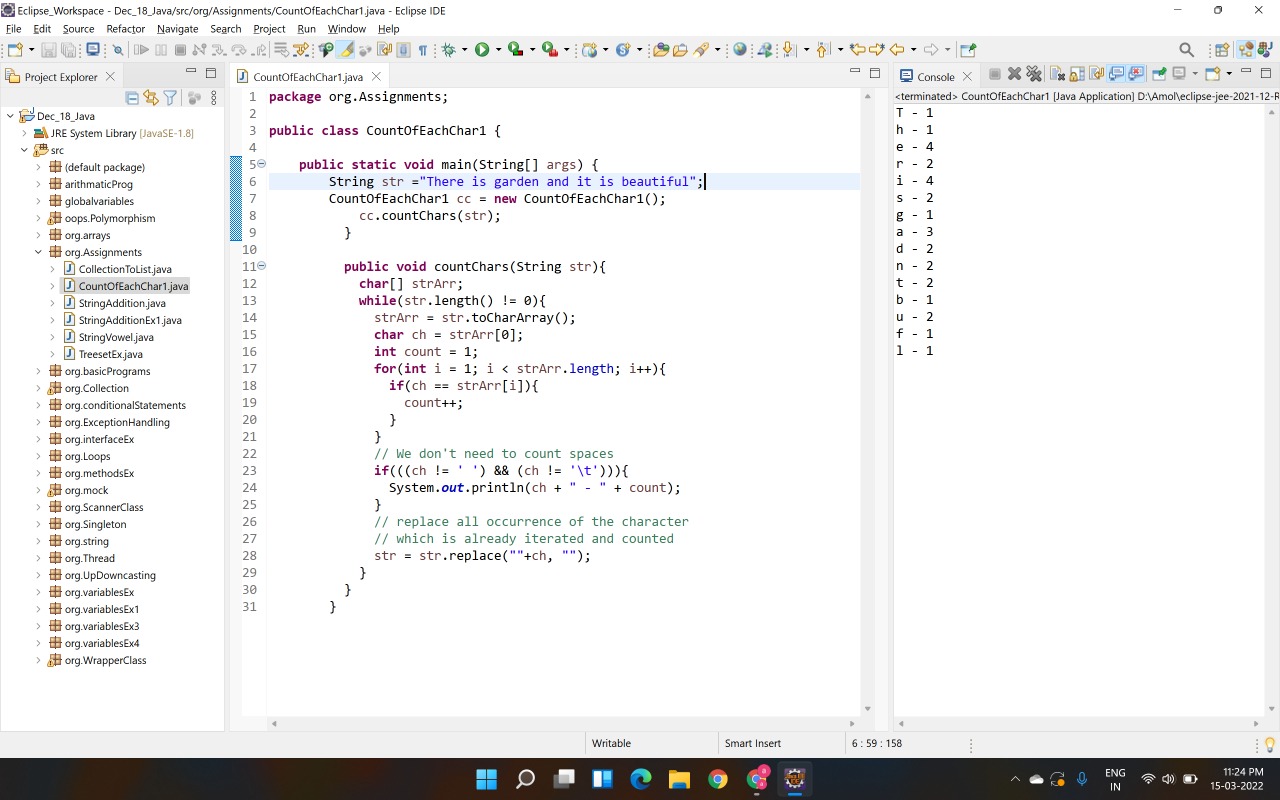 Eclipse_Workspace - Dec_18_Java/src/org/Assignments/CountOfEachChar1.java - Eclipse IDE
File Edit Source Refactor Navigate Search Project Run Window Help
Project Explorer
Dec_18_Java
JRE System Library [JavaSE-1.8]
src
(default package)
arithmaticProg
globalvariables
oops.Polymorphism
org.arrays
org.Assignments
CollectionToList.java
CountOfEachChar1.java
StringAddition.java
StringAdditionEx1.java
StringVowel.java
TreesetEx.java
org.basicPrograms
org.Collection
org.conditionalStatements
org.ExceptionHandling
org.interfaceEx
org.Loops
org.methodsEx
org.mock
org.ScannerClass
org.Singleton
org.string
org.Thread
org.UpDowncasting
org.variablesEx
org.variablesEx1
org.variablesEx3
org.variablesEx4
org.WrapperClass
CountOfEachChar1.java
1 package org.Assignments;
2
3 public class CountOfEachChar1 {
4
5 public static void main(String[] args) {
6 String str ="There is garden and it is beautiful";
7 CountOfEachChar1 cc = new CountOfEachChar1();
8 cc.countChars(str);
9 }
10
11 public void countChars(String str){
12 char[] strArr;
13 while(str.length() != 0){
14 strArr = str.toCharArray();
15 char ch = strArr[0];
16 int count = 1;
17 for(int i = 1; i < strArr.length; i++){
18 if(ch == strArr[i]){
19 count++;
20 }
21 }
22 // We don't need to count spaces
23 if(((ch != ' ') && (ch != '\t'))){
24 System.out.println(ch + " - " + count);
25 }
26 // replace all occurrence of the character
27 // which is already iterated and counted
28 str = str.replace(""+ch, "");
29 }
30 }
31 }
Console
<terminated> CountOfEachChar1 [Java Application] D:\Amol\eclipse-jee-2021-12-R
T - 1
h - 1
e - 4
r - 2
i - 4
s - 2
g - 1
a - 3
d - 2
n - 2
t - 2
b - 1
u - 2
f - 1
l - 1
Writable Smart Insert 6 : 59 : 158
ENG
IN
11:24 PM
15-03-2022